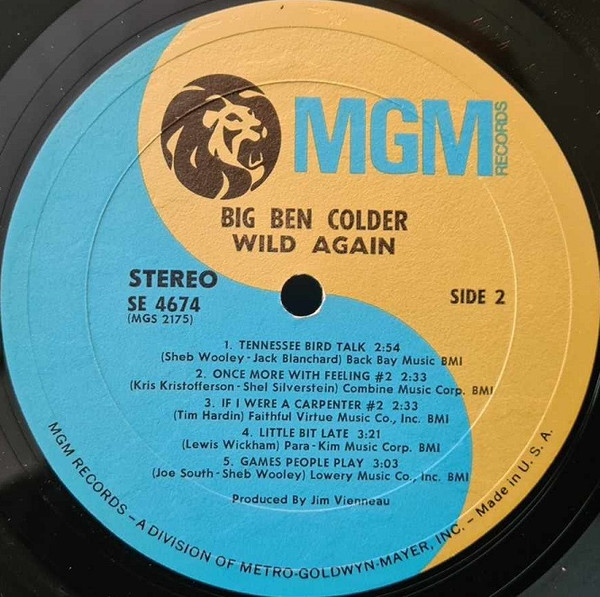 MGM
RECORDS
BIG BEN COLDER
WILD AGAIN
STEREO
SE 4674
(MGS 2175)
SIDE 2
1. TENNESSEE BIRD TALK 2:54
(Sheb Wooley - Jack Blanchard) Back Bay Music BMI
2. ONCE MORE WITH FEELING #2 2:33
(Kris Kristofferson - Shel Silverstein) Combine Music Corp. BMI
3. IF I WERE A CARPENTER #2 2:33
(Tim Hardin) Faithful Virtue Music Co., Inc. BMI
4. LITTLE BIT LATE 3:21
(Lewis Wickham) Para-Kim Music Corp. BMI
5. GAMES PEOPLE PLAY 3:03
(Joe South - Sheb Wooley) Lowery Music Co., Inc. BMI
Produced By Jim Vienneau
MGM RECORDS – A DIVISION OF METRO-GOLDWYN-MAYER, INC. – Made in U. S. A.